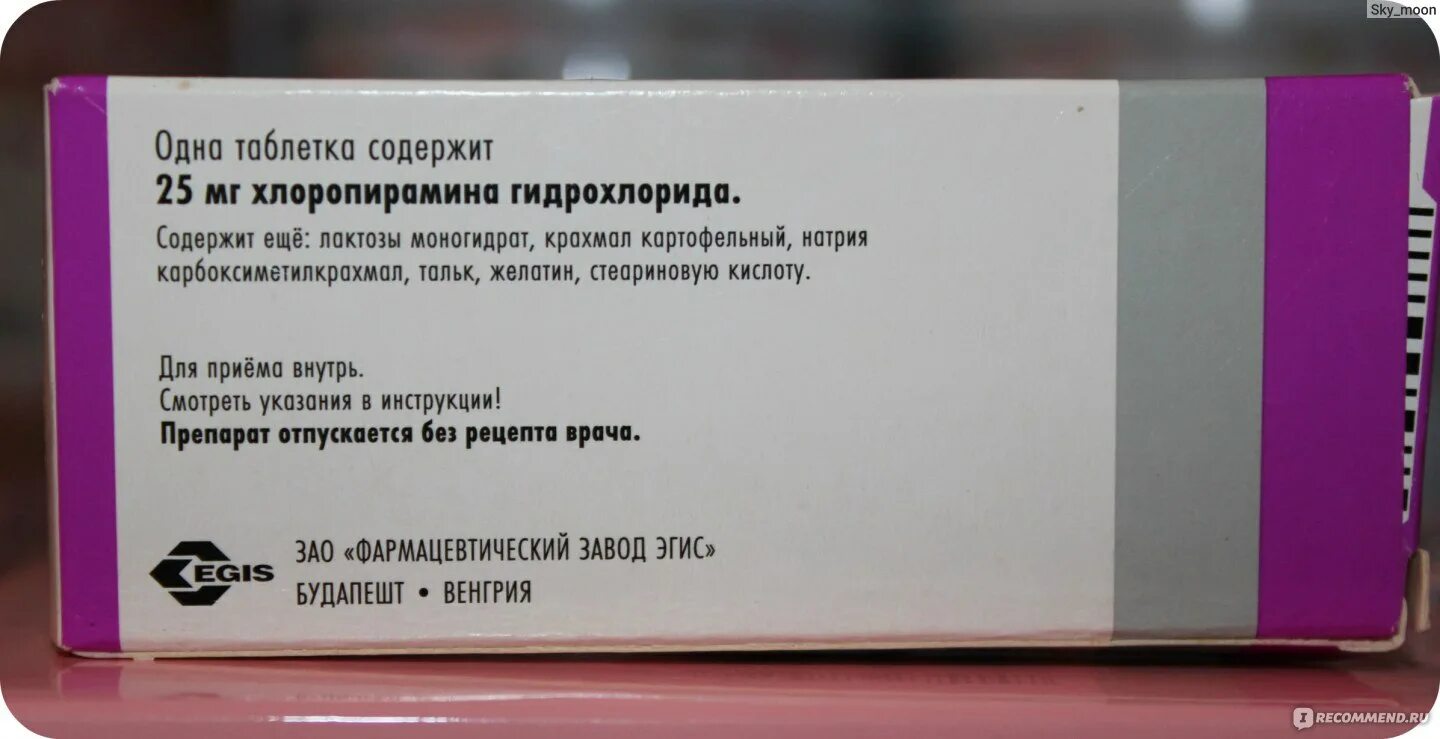 Sky_moon
Одна таблетка содержит
25 мг хлоропирамина гидрохлорида.
Содержит ещё: лактозы моногидрат, крахмал картофельный, натрия
карбоксиметилкрахмал, тальк, желатин, стеариновую кислоту.
Для приёма внутрь.
Смотреть указания в инструкции!
Препарат отпускается без рецепта врача.
EGIS
ЗАО «ФАРМАЦЕВТИЧЕСКИЙ ЗАВОД ЭГИС»
БУДАПЕШТ • ВЕНГРИЯ
IRECOMMEND.RU